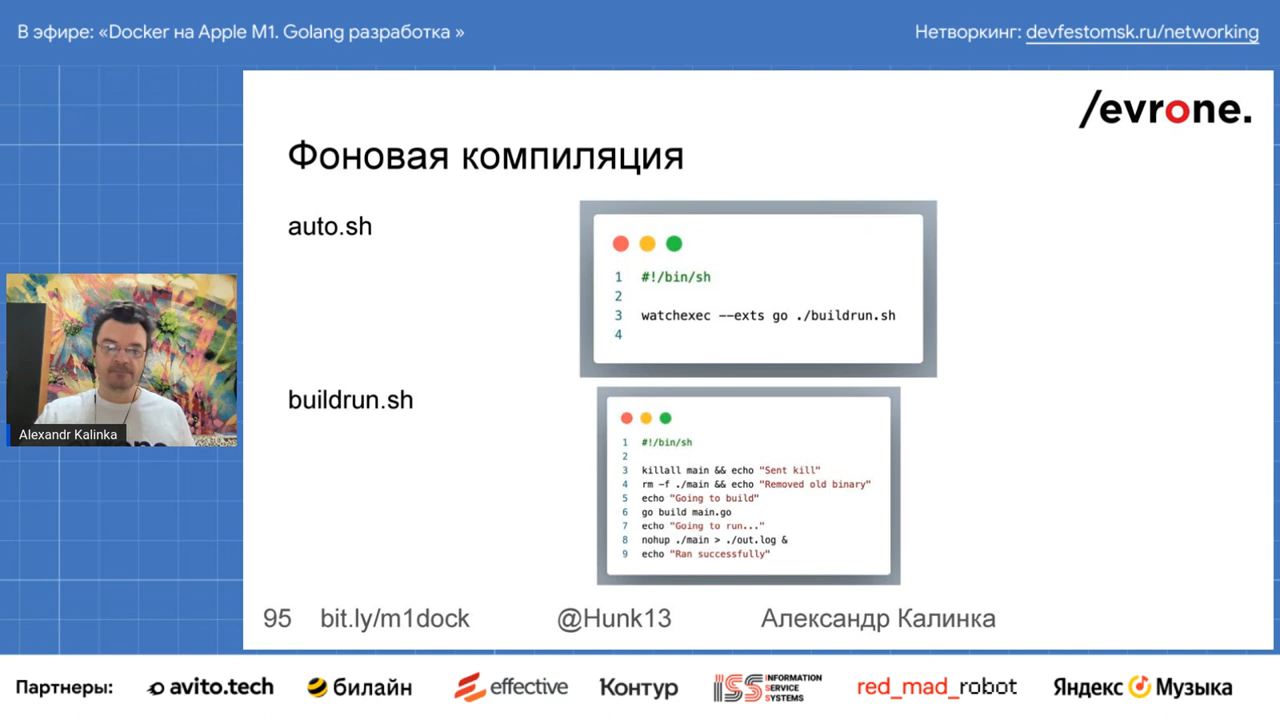 В эфире: «Docker на Apple M1. Golang разработка »
Нетворкинг: devfestomsk.ru/networking
/evrone.
Фоновая компиляция
auto.sh
1 #!/bin/sh
2
3 watchexec --exts go ./buildrun.sh
4
Alexandr Kalinka
buildrun.sh
1 #!/bin/sh
2
3 killall main && echo "Sent kill"
4 rm -f ./main && echo "Removed old binary"
5 echo "Going to build"
6 go build main.go
7 echo "Going to run..."
8 nohup ./main > ./out.log &
9 echo "Ran successfully"
95 bit.ly/m1dock @Hunk13 Александр Калинка
Партнеры: avito.tech билайн effective Контур ISS INFORMATION SERVICE SYSTEMS red_mad_robot Яндекс Музыка